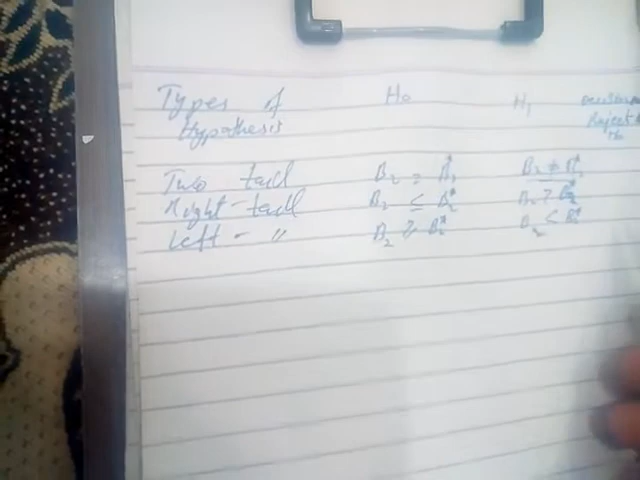 Types of H₀ H₁
Hypothesis Reject
Two tail B₂ = B₂* B₂ ≠ B₂*
Right-tail B₂ ≤ B₂* B₂ > B₂*
Left - " B₂ ≥ B₂* B₂ < B₂*